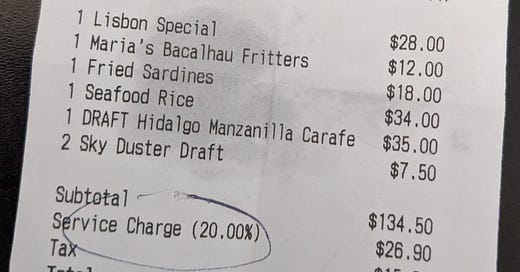 1 Lisbon Special $28.00
1 Maria's Bacalhau Fritters $12.00
1 Fried Sardines $18.00
1 Seafood Rice $34.00
1 DRAFT Hidalgo Manzanilla Carafe $35.00
2 Sky Duster Draft $7.50
Subtotal $134.50
Service Charge (20.00%) $26.90
Tax